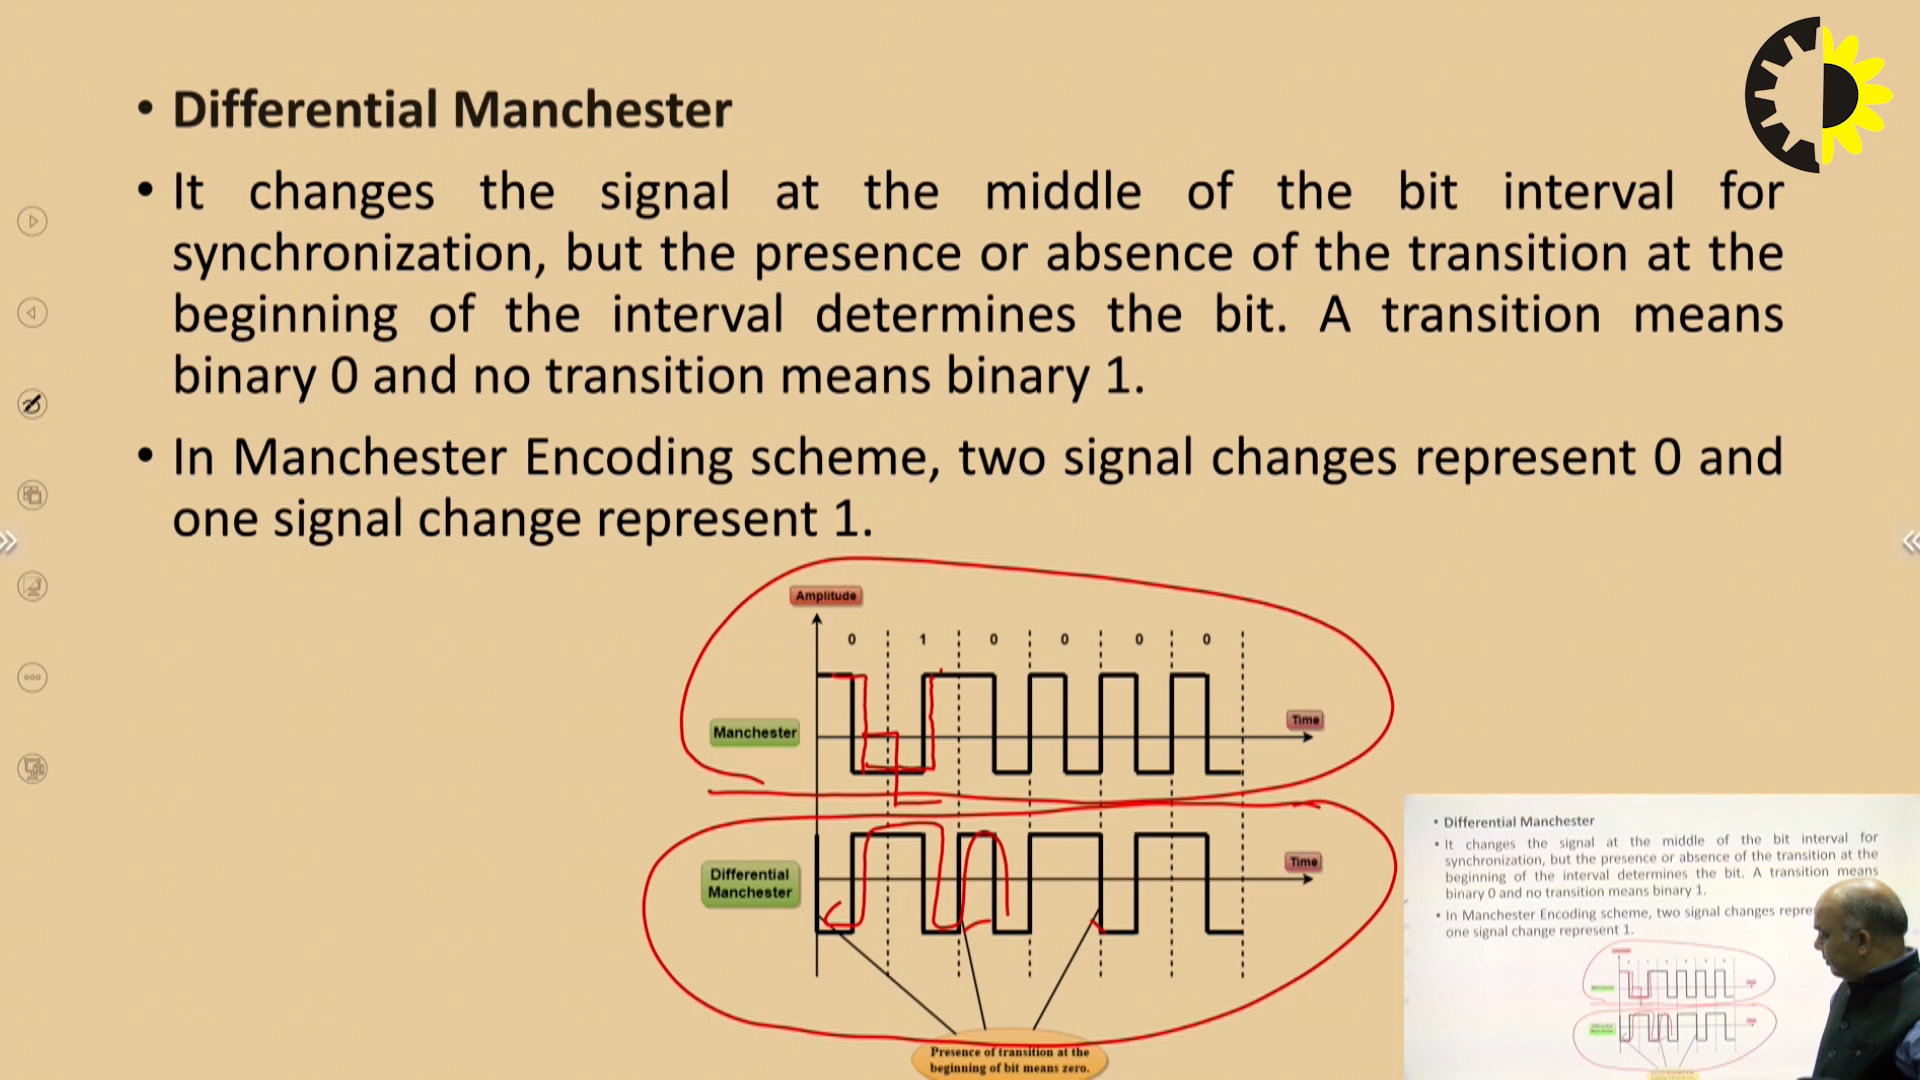 • Differential Manchester
• It changes the signal at the middle of the bit interval for
synchronization, but the presence or absence of the transition at the
beginning of the interval determines the bit. A transition means
binary 0 and no transition means binary 1.
• In Manchester Encoding scheme, two signal changes represent 0 and
one signal change represent 1.
Amplitude
0 1 0 0 0 0
Time
Manchester
Time
Differential
Manchester
Presence of transition at the
beginning of bit means zero.
• Differential Manchester
• It changes the signal at the middle of the bit interval for
synchronization, but the presence or absence of the transition at the
beginning of the interval determines the bit. A transition means
binary 0 and no transition means binary 1.
• In Manchester Encoding scheme, two signal changes repre
one signal change represent 1.